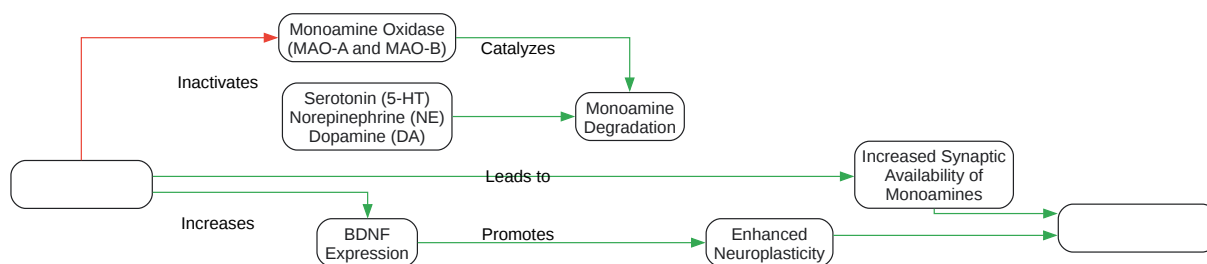 Monoamine Oxidase
(MAO-A and MAO-B)
Catalyzes
Inactivates
Serotonin (5-HT)
Norepinephrine (NE)
Dopamine (DA)
Monoamine
Degradation
Increased Synaptic
Availability of
Monoamines
Leads to
Increases
BDNF
Expression
Promotes
Enhanced
Neuroplasticity